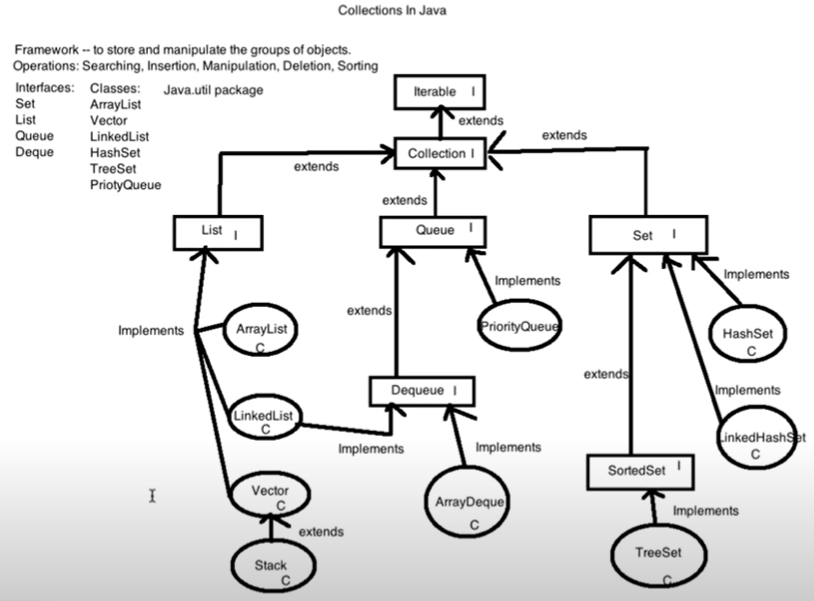 Collections In Java
Framework -- to store and manipulate the groups of objects.
Operations: Searching, Insertion, Manipulation, Deletion, Sorting
Interfaces: Classes: Java.util package
Set ArrayList
List Vector
Queue LinkedList
Deque HashSet
TreeSet
PriotyQueue
Iterable I
extends
Collection I
extends
extends
extends
List I
Queue I
Set I
Implements
Implements
extends
Implements
ArrayList
C
PriorityQueue
HashSet
C
extends
Dequeue I
Implements
LinkedList
C
Implements
Implements
LinkedHashSet
C
SortedSet I
Vector
C
ArrayDeque
C
Implements
extends
Stack
C
TreeSet
C